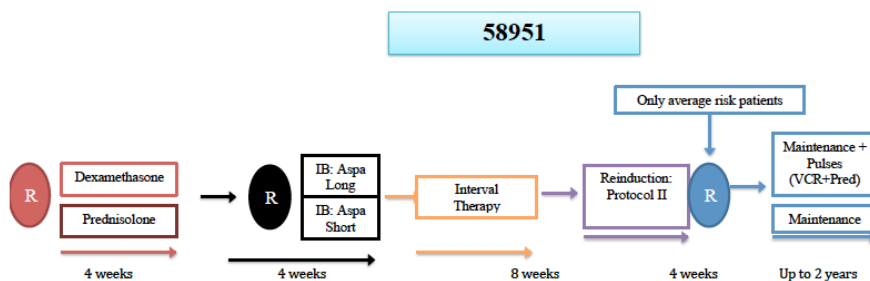 58951
Only average risk patients
R
Dexamethasone
Prednisolone
R
IB: Aspa
Long
IB: Aspa
Short
Interval
Therapy
Reinduction:
Protocol II
R
Maintenance +
Pulses
(VCR+Pred)
Maintenance
4 weeks
4 weeks
8 weeks
4 weeks
Up to 2 years